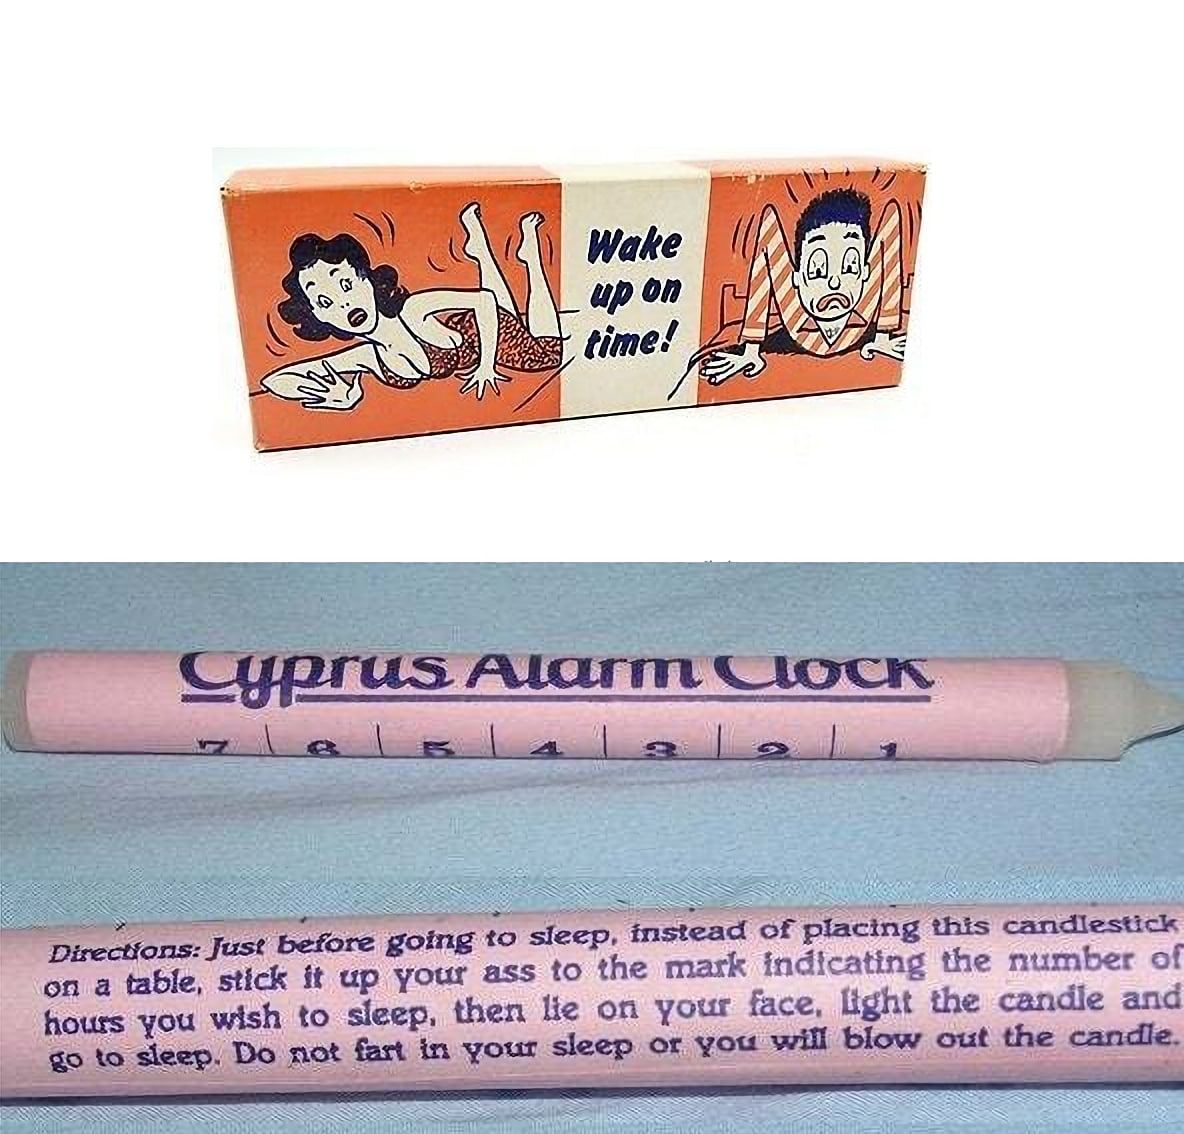 Wake
up on
time!
Cyprus Alarm Clock
7 6 5 4 3 2 1
Directions: Just before going to sleep, instead of placing this candlestick
on a table, stick it up your ass to the mark indicating the number of
hours you wish to sleep, then lie on your face, light the candle and
go to sleep. Do not fart in your sleep or you will blow out the candle.